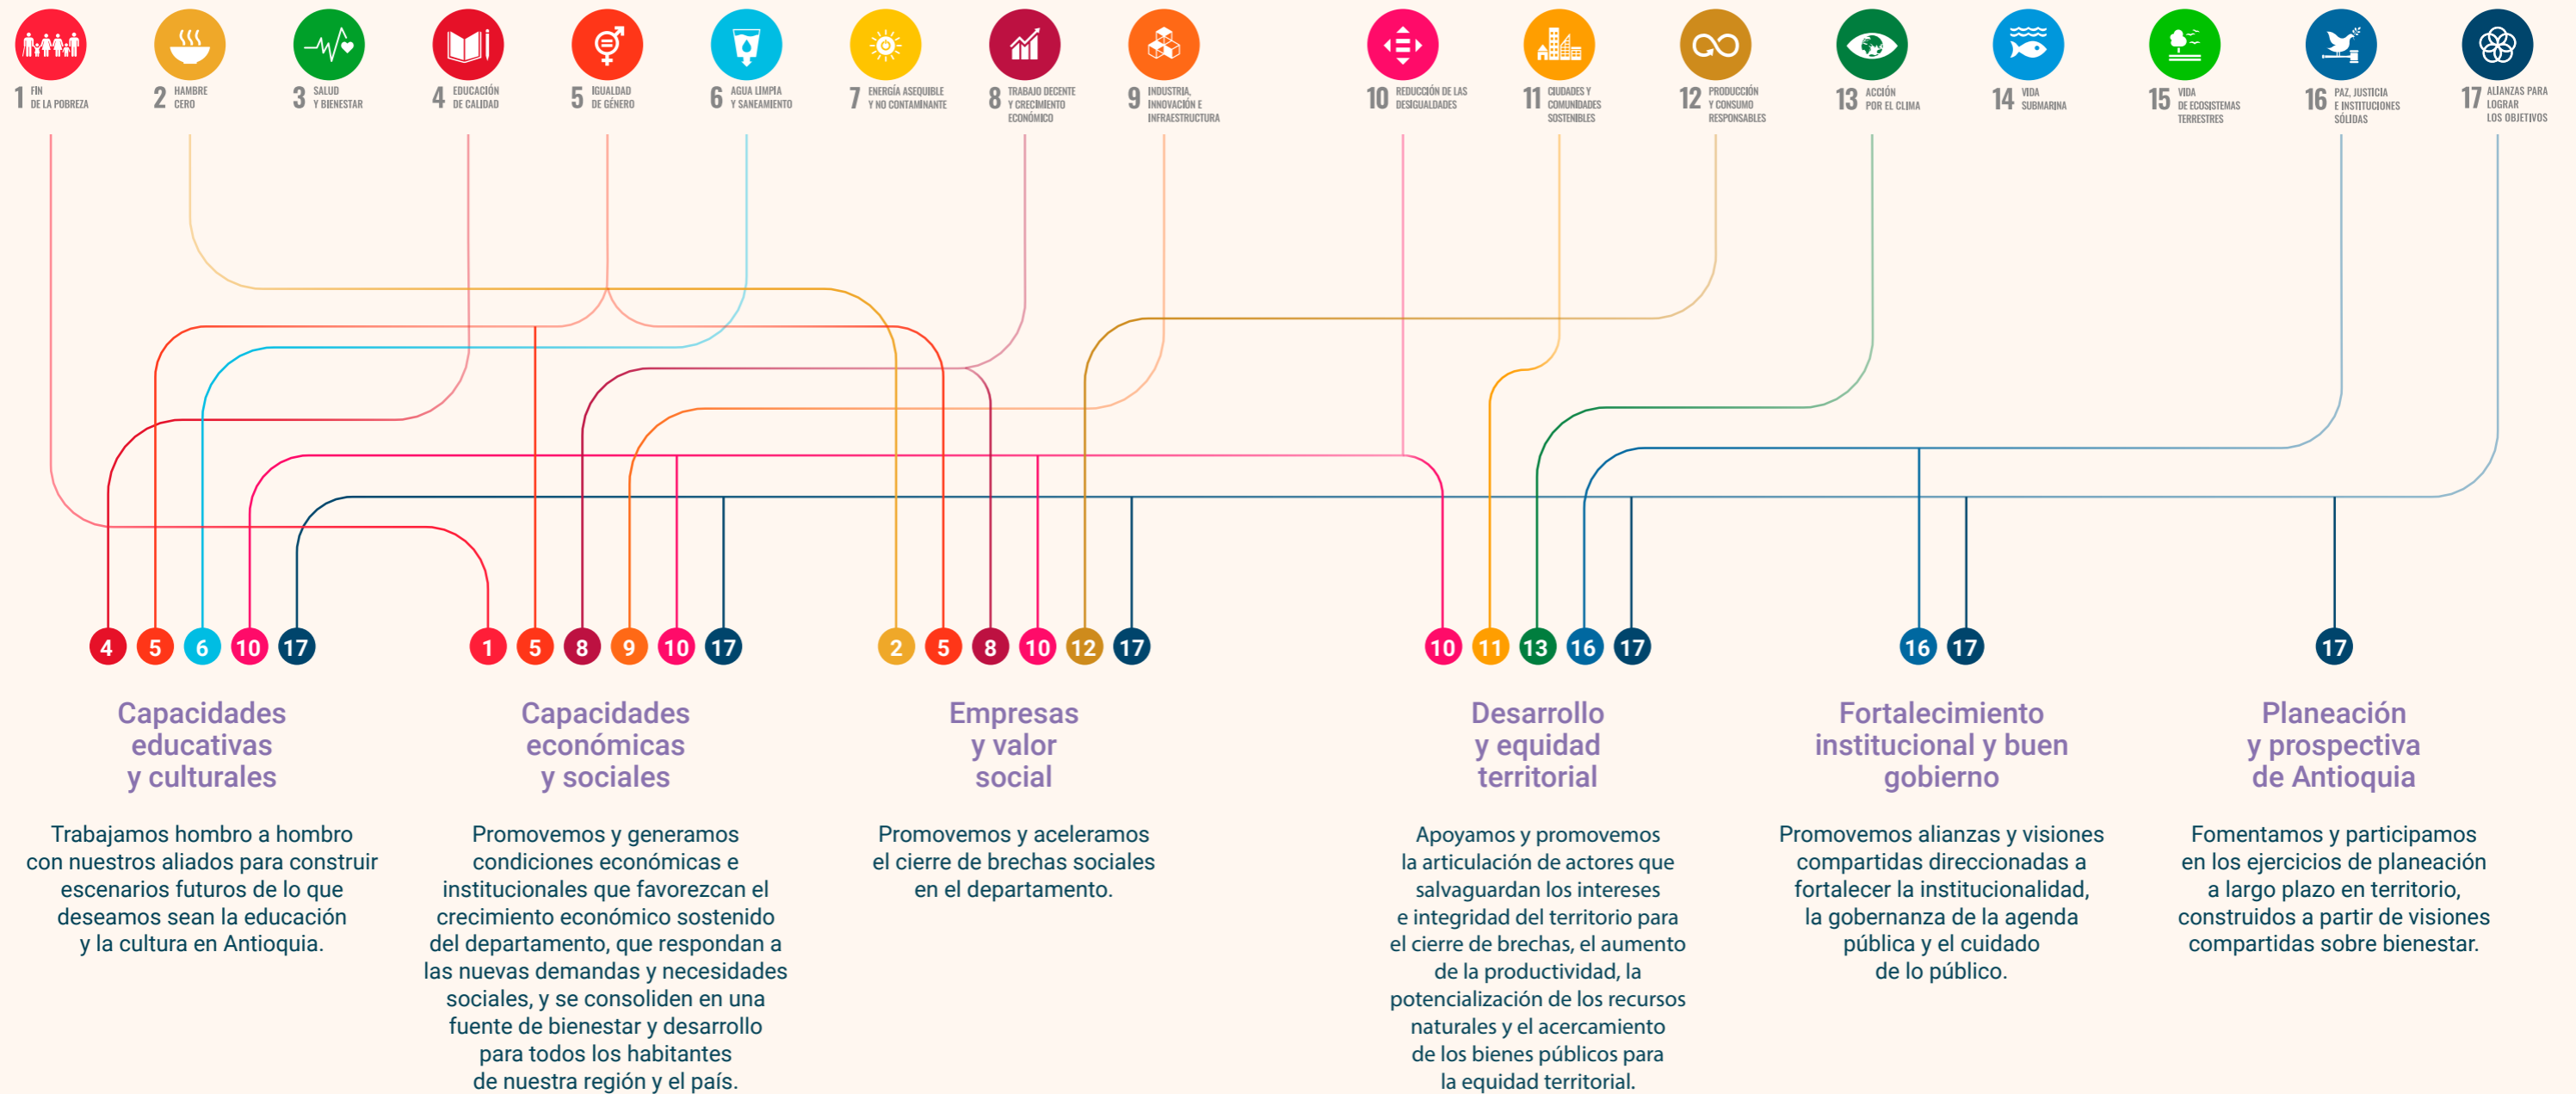 1 FIN
DE LA POBREZA
2 HAMBRE
CERO
3 SALUD
Y BIENESTAR
4 EDUCACIÓN
DE CALIDAD
5 IGUALDAD
DE GÉNERO
6 AGUA LIMPIA
Y SANEAMIENTO
7 ENERGÍA ASEQUIBLE
Y NO CONTAMINANTE
8 TRABAJO DECENTE
Y CRECIMIENTO
ECONÓMICO
9 INDUSTRIA,
INNOVACIÓN E
INFRAESTRUCTURA
10 REDUCCIÓN DE LAS
DESIGUALDADES
11 CIUDADES Y
COMUNIDADES
SOSTENIBLES
12 PRODUCCIÓN
Y CONSUMO
RESPONSABLES
13 ACCIÓN
POR EL CLIMA
14 VIDA
SUBMARINA
15 VIDA
DE ECOSISTEMAS
TERRESTRES
16 PAZ, JUSTICIA
E INSTITUCIONES
SÓLIDAS
17 ALIANZAS PARA
LOGRAR
LOS OBJETIVOS
4 5 6 10 17
Capacidades
educativas
y culturales
Trabajamos hombro a hombro
con nuestros aliados para construir
escenarios futuros de lo que
deseamos sean la educación
y la cultura en Antioquia.
1 5 8 9 10 17
Capacidades
económicas
y sociales
Promovemos y generamos
condiciones económicas e
institucionales que favorezcan el
crecimiento económico sostenido
del departamento, que respondan a
las nuevas demandas y necesidades
sociales, y se consoliden en una
fuente de bienestar y desarrollo
para todos los habitantes
de nuestra región y el país.
2 5 8 10 12 17
Empresas
y valor
social
Promovemos y aceleramos
el cierre de brechas sociales
en el departamento.
10 11 13 16 17
Desarrollo
y equidad
territorial
Apoyamos y promovemos
la articulación de actores que
salvaguardan los intereses
e integridad del territorio para
el cierre de brechas, el aumento
de la productividad, la
potencialización de los recursos
naturales y el acercamiento
de los bienes públicos para
la equidad territorial.
16 17
Fortalecimiento
institucional y buen
gobierno
Promovemos alianzas y visiones
compartidas direccionadas a
fortalecer la institucionalidad,
la gobernanza de la agenda
pública y el cuidado
de lo público.
17
Planeación
y prospectiva
de Antioquia
Fomentamos y participamos
en los ejercicios de planeación
a largo plazo en territorio,
construidos a partir de visiones
compartidas sobre bienestar.